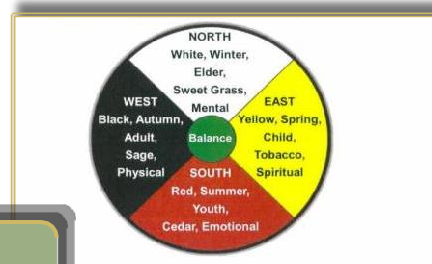 NORTH
White, Winter,
Elder,
Sweet Grass,
Mental
WEST
Black, Autumn,
Adult,
Sage,
Physical
EAST
Yellow, Spring,
Child,
Tobacco,
Spiritual
Balance
SOUTH
Red, Summer,
Youth,
Cedar, Emotional